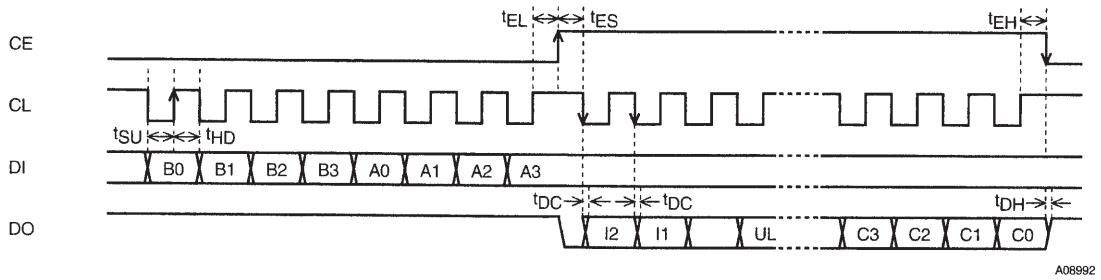 tEL tES tEH
CE
CL
tSU tHD
DI B0 B1 B2 B3 A0 A1 A2 A3
tDC tDC tDH
DO I2 I1 UL C3 C2 C1 C0
A08992